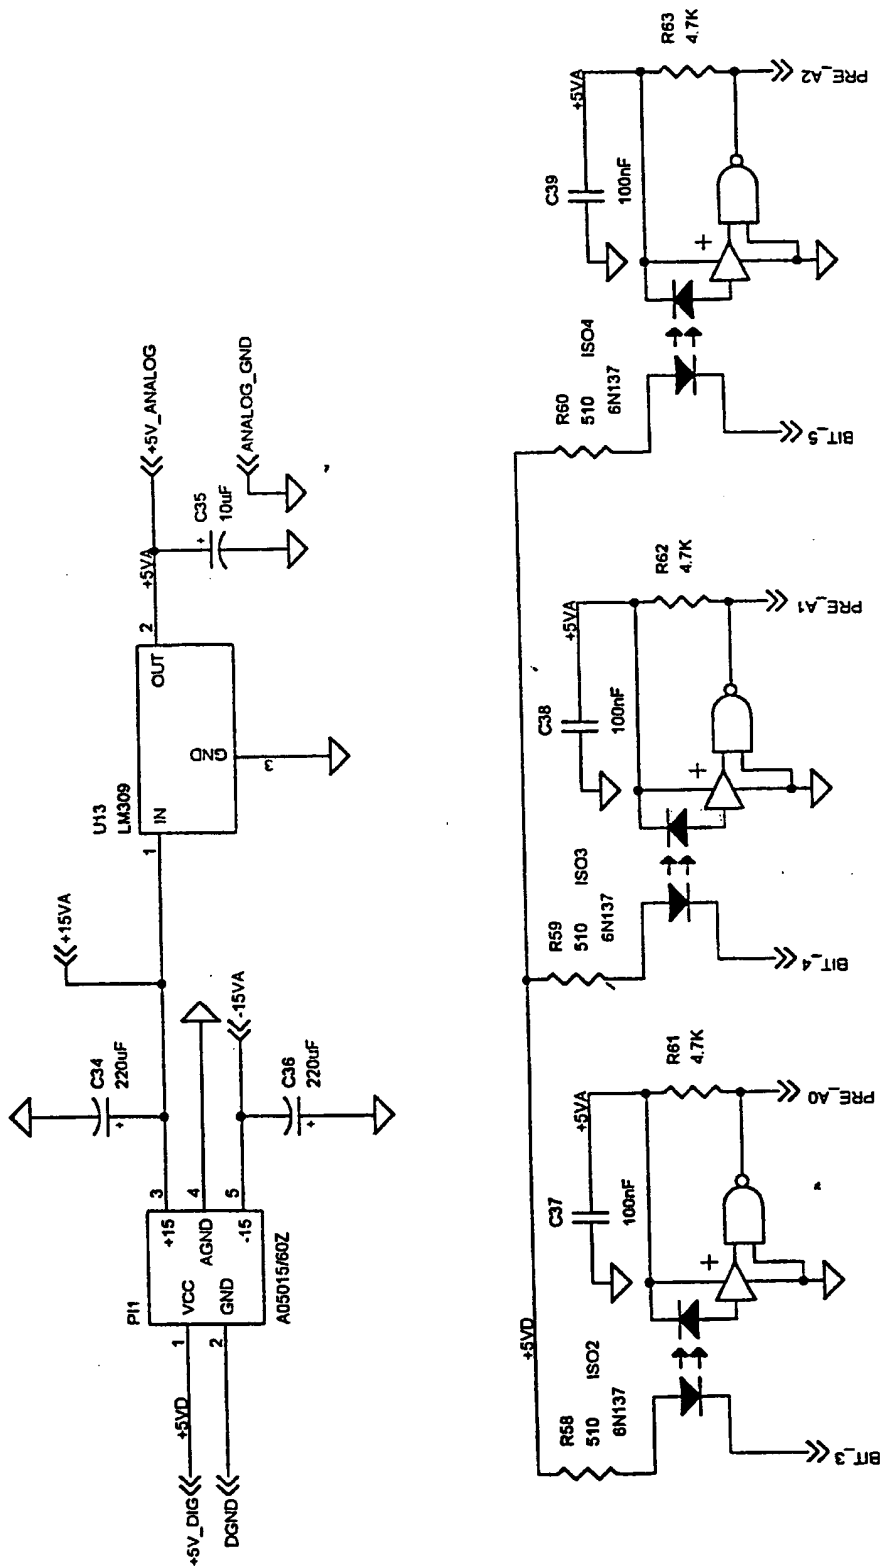 +5V_DIG
+5VD
DGND
1
2
PI1
VCC
GND
+15
AGND
-15
A05015/60Z
3
4
5
C34
220uF
C36
220uF
+15VA
-15VA
U13
LM309
1
IN
GND
3
OUT
2
+5VA
+5V_ANALOG
C35
10uF
ANALOG_GND
+5VD
R58
510
ISO2
6N137
BIT_3
C37
100nF
+5VA
+
R61
4.7K
PRE_A0
R59
510
ISO3
6N137
BIT_4
C38
100nF
+5VA
+
R62
4.7K
PRE_A1
R60
510
ISO4
6N137
BIT_5
C39
100nF
+5VA
+
R63
4.7K
PRE_A2